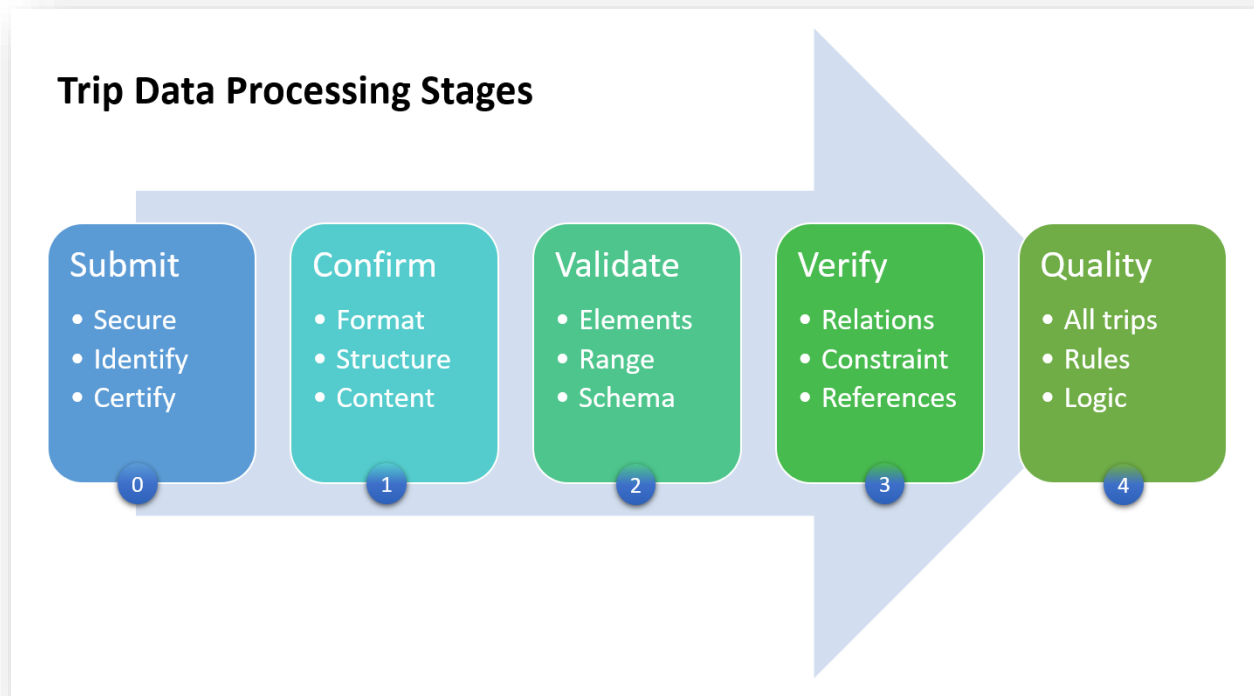 Trip Data Processing Stages
Submit
• Secure
• Identify
• Certify
0
Confirm
• Format
• Structure
• Content
1
Validate
• Elements
• Range
• Schema
2
Verify
• Relations
• Constraint
• References
3
Quality
• All trips
• Rules
• Logic
4